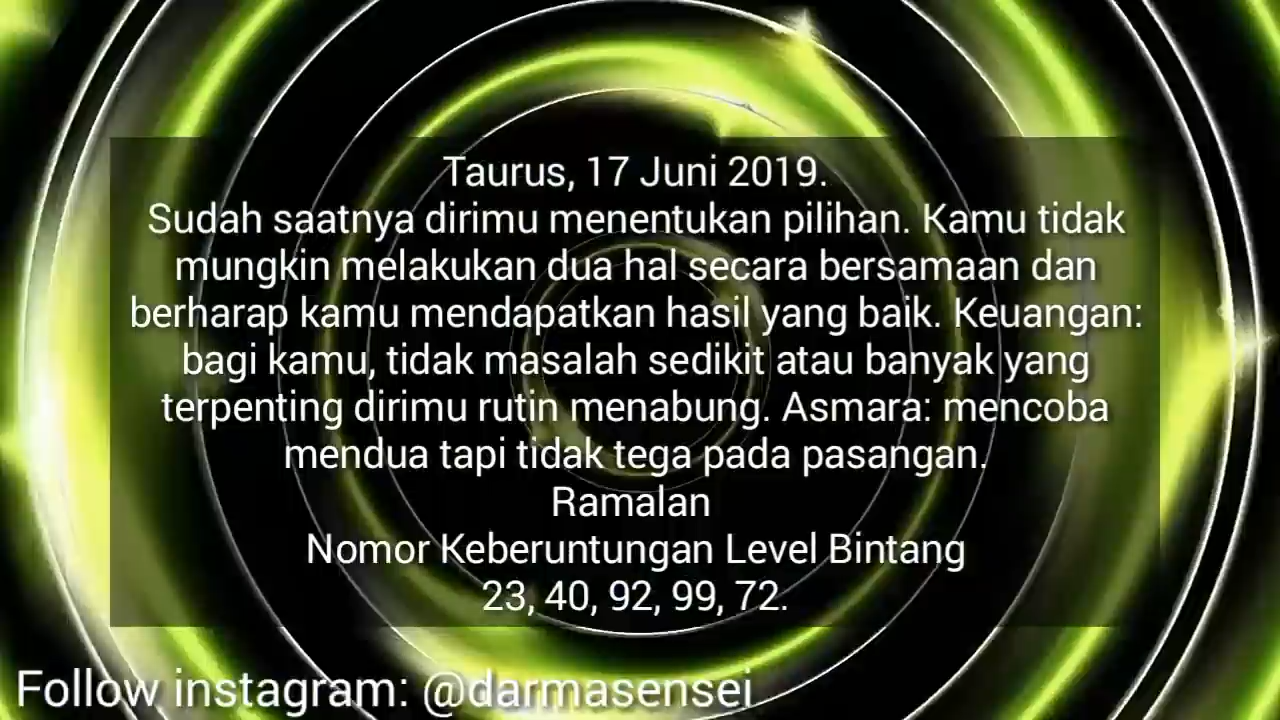 Taurus, 17 Juni 2019.
Sudah saatnya dirimu menentukan pilihan. Kamu tidak
mungkin melakukan dua hal secara bersamaan dan
berharap kamu mendapatkan hasil yang baik. Keuangan:
bagi kamu, tidak masalah sedikit atau banyak yang
terpenting dirimu rutin menabung. Asmara: mencoba
mendua tapi tidak tega pada pasangan.
Ramalan
Nomor Keberuntungan Level Bintang
23, 40, 92, 99, 72.
Follow instagram: @darmasensei